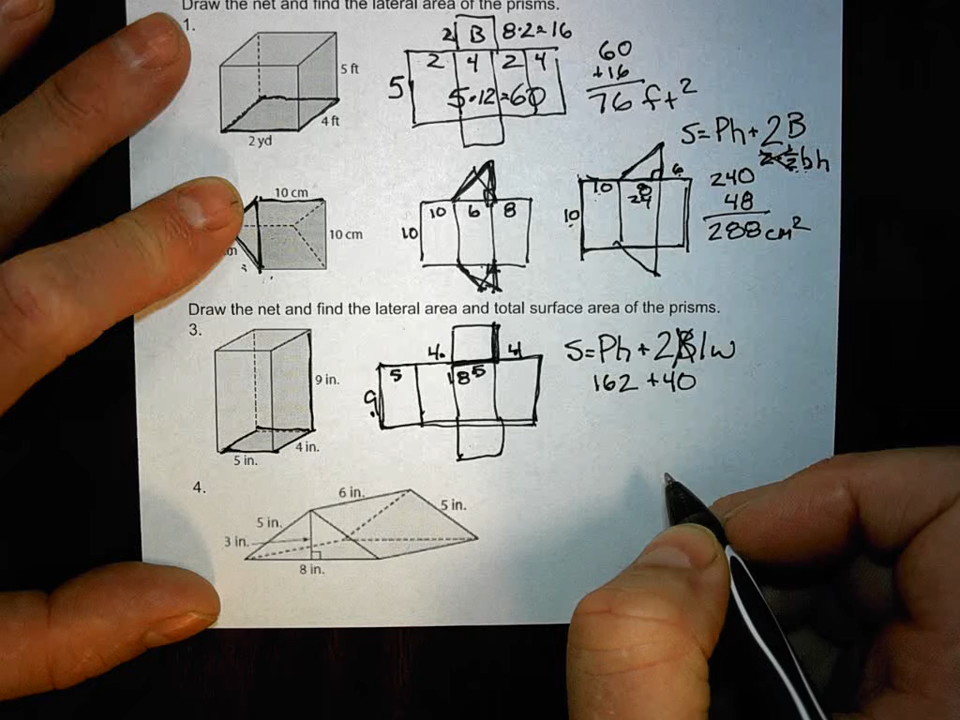 Draw the net and find the lateral area of the prisms.
1.
5 ft
4 ft
2 yd
2 B 8·2=16
2 4 2 4
5
5·12=60
60
+16
76 ft²
S=Ph+2B
bh
10 cm
10 cm
10 6 8
10
6
10 8
24
10
240
48
288 cm²
Draw the net and find the lateral area and total surface area of the prisms.
3.
9 in.
4 in.
5 in.
4 4
5 18 5
9
S=Ph+2B lw
162 +40
4.
6 in.
5 in.
5 in.
3 in.
8 in.